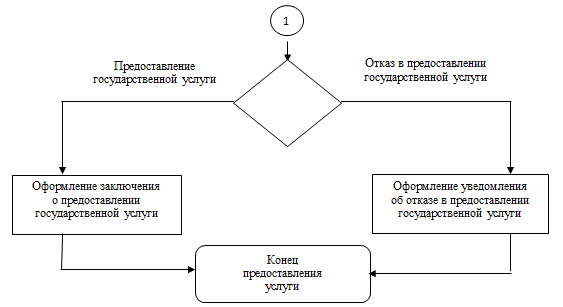 1
Предоставление
государственной услуги
Отказ в предоставлении
государственной услуги
Оформление заключения
о предоставлении
государственной услуги
Оформление уведомления
об отказе в предоставлении
государственной услуги
Конец
предоставления
услуги